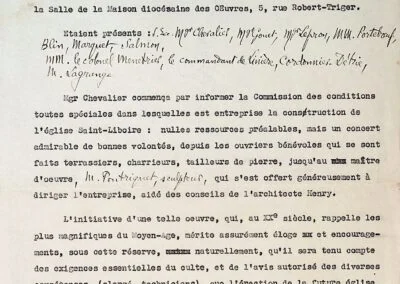 la Salle de la Maison diocésaine des OEuvres, 5, rue Robert-Triger.
Etaient présents : S. Exc. Mgr Chevalier, Mgr Gouet, Mgr Lefron, MM. Portebœuf,
Blin, Marquet, Salmon,
MM. le colonel Menetrier, le commandant de Linière, Cordonnier-Détrie,
M. Lagrange
Mgr Chevalier commença par informer la Commission des conditions
toutes spéciales dans lesquelles est entreprise la construction de
l'église Saint-Liboire : nulles ressources préalables, mais un concert
admirable de bonnes volontés, depuis les ouvriers bénévoles qui se sont
faits terrassiers, charrieurs, tailleurs de pierre, jusqu'au maître
d'oeuvre, M. Pontriquet, sculpteur, qui s'est offert généreusement à
diriger l'entreprise, aidé des conseils de l'architecte Henry.
L'initiative d'une telle oeuvre, qui, au XXe siècle, rappelle les
plus magnifiques du Moyen-Age, mérite assurément éloge et encourage-
ments, sous cette réserve, naturellement, qu'il sera tenu compte
des exigences essentielles du culte, et de l'avis autorisé des diverses